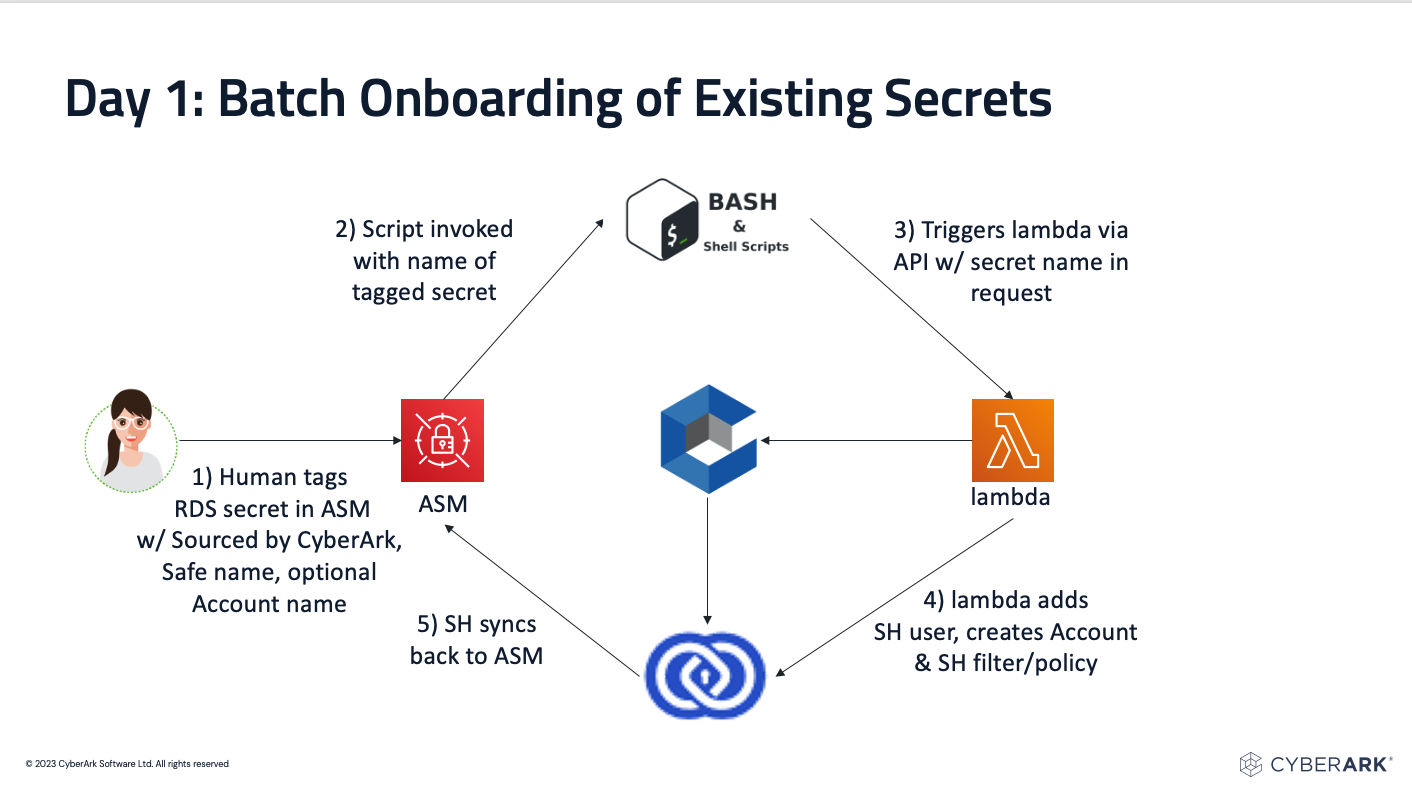 Day 1: Batch Onboarding of Existing Secrets
BASH
&
Shell Scripts
$_
2) Script invoked
with name of
tagged secret
3) Triggers lambda via
API w/ secret name in
request
1) Human tags
RDS secret in ASM
w/ Sourced by CyberArk,
Safe name, optional
Account name
ASM
lambda
5) SH syncs
back to ASM
4) lambda adds
SH user, creates Account
& SH filter/policy
© 2023 CyberArk Software Ltd. All rights reserved
CYBERARK®